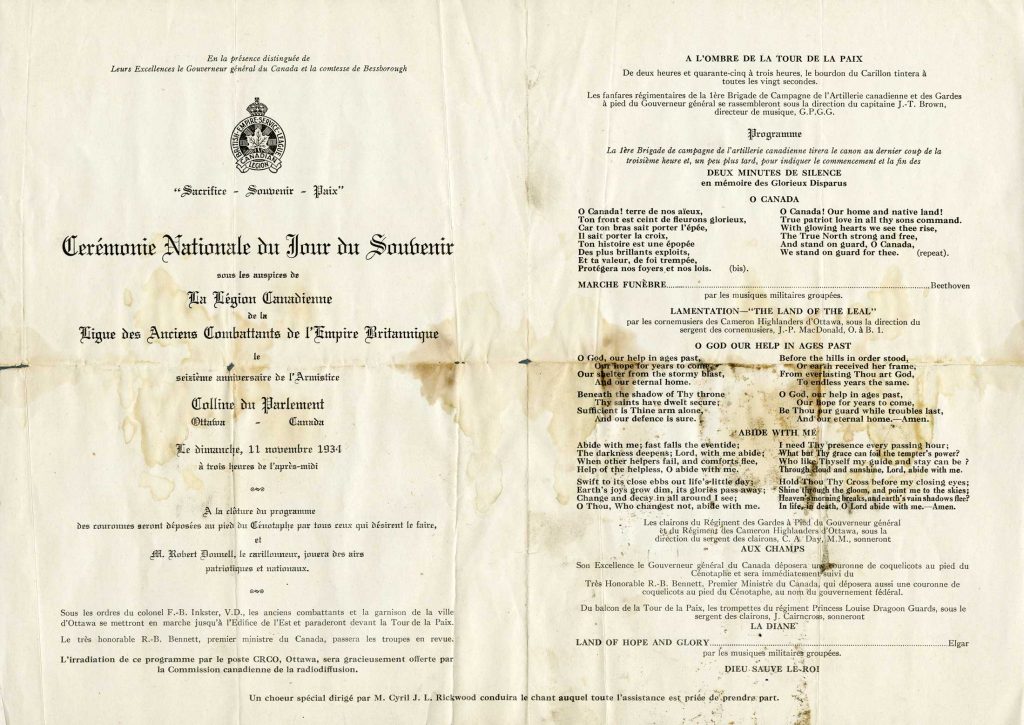 En la présence distinguée de
Leurs Excellences le Gouverneur général du Canada et la comtesse de Bessborough
BRITISH EMPIRE SERVICE LEAGUE
CANADIAN
LEGION
"Sacrifice - Souvenir - Paix"
Cerémonie Nationale du Jour du Souvenir
sous les auspices de
La Légion Canadienne
de la
Ligue des Anciens Combattants de l'Empire Britannique
le
seizième anniversaire de l'Armistice
Colline du Parlement
Ottawa - Canada
Le dimanche, 11 novembre 1934
à trois heures de l'après-midi
A la clôture du programme
des couronnes seront déposées au pied du Cénotaphe par tous ceux qui désirent le faire,
et
M. Robert Donnell, le carillonneur, jouera des airs
patriotiques et nationaux.
Sous les ordres du colonel F.-B. Inkster, V.D., les anciens combattants et la garnison de la ville
d'Ottawa se mettront en marche jusqu'à l'Edifice de l'Est et paraderont devant la Tour de la Paix.
Le très honorable R.-B. Bennett, premier ministre du Canada, passera les troupes en revue.
L'irradiation de ce programme par le poste CRCO, Ottawa, sera gracieusement offerte par
la Commission canadienne de la radiodiffusion.
A L'OMBRE DE LA TOUR DE LA PAIX
De deux heures et quarante-cinq à trois heures, le bourdon du Carillon tintera à
toutes les vingt secondes.
Les fanfares régimentaires de la 1ère Brigade de Campagne de l'Artillerie canadienne et des Gardes
à pied du Gouverneur général se rassembleront sous la direction du capitaine J.-T. Brown,
directeur de musique, G.P.G.G.
Programme
La 1ère Brigade de campagne de l'artillerie canadienne tirera le canon au dernier coup de la
troisième heure et, un peu plus tard, pour indiquer le commencement et la fin des
DEUX MINUTES DE SILENCE
en mémoire des Glorieux Disparus
O CANADA
O Canada! terre de nos aïeux,
Ton front est ceint de fleurons glorieux,
Car ton bras sait porter l'épée,
Il sait porter la croix,
Ton histoire est une épopée
Des plus brillants exploits,
Et ta valeur, de foi trempée,
Protégera nos foyers et nos lois. (bis).
O Canada! Our home and native land!
True patriot love in all thy sons command.
With glowing hearts we see thee rise,
The True North strong and free,
And stand on guard, O Canada,
We stand on guard for thee. (repeat).
MARCHE FUNÈBRE..........Beethoven
par les musiques militaires groupées.
LAMENTATION—"THE LAND OF THE LEAL"
par les cornemusiers des Cameron Highlanders d'Ottawa, sous la direction du
sergent des cornemusiers, J.-P. MacDonald, O. à B. 1.
O GOD OUR HELP IN AGES PAST
O God, our help in ages past,
Our hope for years to come,
Our shelter from the stormy blast,
And our eternal home.
Beneath the shadow of Thy throne
Thy saints have dwelt secure;
Sufficient is Thine arm alone,
And our defence is sure.
Before the hills in order stood,
Or earth received her frame,
From everlasting Thou art God,
To endless years the same.
O God, our help in ages past,
Our hope for years to come,
Be Thou our guard while troubles last,
And our eternal home.—Amen.
ABIDE WITH ME
Abide with me; fast falls the eventide;
The darkness deepens; Lord, with me abide;
When other helpers fail, and comforts flee,
Help of the helpless, O abide with me.
Swift to its close ebbs out life's little day;
Earth's joys grow dim, its glories pass away;
Change and decay in all around I see;
O Thou, Who changest not, abide with me.
I need Thy presence every passing hour;
What but Thy grace can foil the tempter's power?
Who like Thyself my guide and stay can be ?
Through cloud and sunshine, Lord, abide with me.
Hold Thou Thy Cross before my closing eyes;
Shine through the gloom, and point me to the skies;
Heaven's morning breaks, and earth's vain shadows flee?
In life, in death, O Lord abide with me.—Amen.
Les clairons du Régiment des Gardes à Pied du Gouverneur général
et du Régiment des Cameron Highlanders d'Ottawa, sous la
direction du sergent des clairons, C. A. Day, M.M., sonneront
AUX CHAMPS
Son Excellence le Gouverneur général du Canada déposera une couronne de coquelicots au pied du
Cénotaphe et sera immédiatement suivi du
Très Honorable R.-B. Bennett, Premier Ministre du Canada, qui déposera aussi une couronne de
coquelicots au pied du Cénotaphe, au nom du gouvernement fédéral.
Du balcon de la Tour de la Paix, les trompettes du régiment Princess Louise Dragoon Guards, sous le
sergent des clairons, J. Cairncross, sonneront
LA DIANE
LAND OF HOPE AND GLORY..........Elgar
par les musiques militaires groupées.
DIEU SAUVE LE ROI
Un choeur spécial dirigé par M. Cyril J. L. Rickwood conduira le chant auquel toute l'assistance est priée de prendre part.